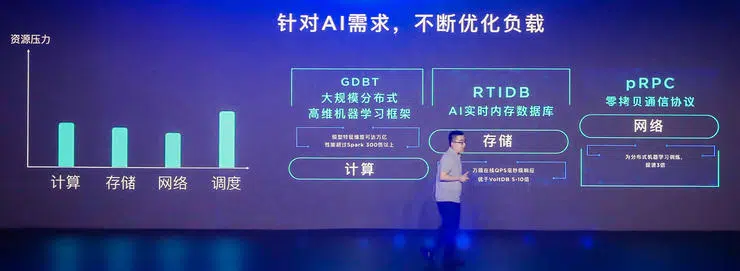 针对AI需求，不断优化负载
资源压力
计算
存储
网络
调度
GDBT
大规模分布式
高维机器学习框架
模型特征维度可达万亿
性能超过Spark 300倍以上
计算
RTIDB
AI实时内存数据库
存储
万级在线QPS毫秒级响应
优于VoltDB 5-10倍
pRPC
零拷贝通信协议
网络
为分布式机器学习训练，
提速3倍